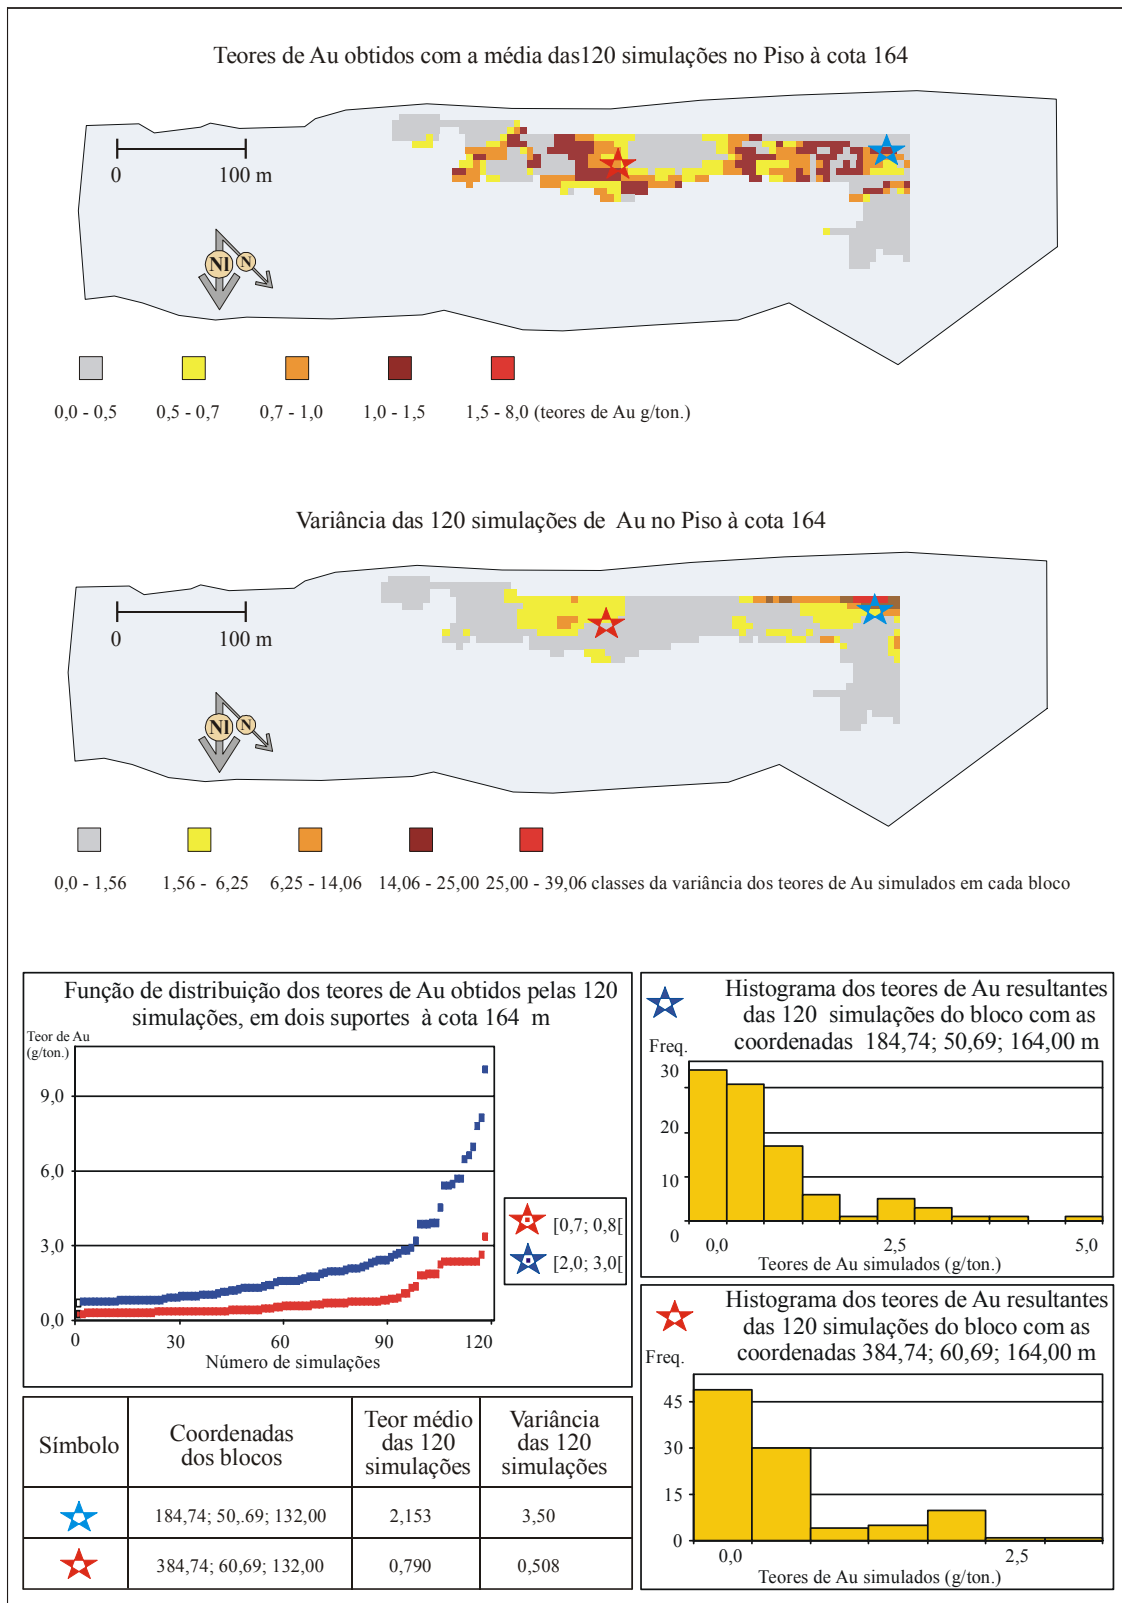 Teores de Au obtidos com a média das120 simulações no Piso à cota 164
0 100 m
NI N
0,0 - 0,5 0,5 - 0,7 0,7 - 1,0 1,0 - 1,5 1,5 - 8,0 (teores de Au g/ton.)
Variância das 120 simulações de Au no Piso à cota 164
0 100 m
NI N
0,0 - 1,56 1,56 - 6,25 6,25 - 14,06 14,06 - 25,00 25,00 - 39,06 classes da variância dos teores de Au simulados em cada bloco
Função de distribuição dos teores de Au obtidos pelas 120
simulações, em dois suportes à cota 164 m
Teor de Au
(g/ton.)
9,0
6,0
3,0
0,0
0 30 60 90 120
Número de simulações
[0,7; 0,8[
[2,0; 3,0[
Histograma dos teores de Au resultantes
das 120 simulações do bloco com as
coordenadas 184,74; 50,69; 164,00 m
Freq.
30
20
10
0
0,0 2,5 5,0
Teores de Au simulados (g/ton.)
Histograma dos teores de Au resultantes
das 120 simulações do bloco com as
coordenadas 384,74; 60,69; 164,00 m
Freq.
45
30
15
0
0,0 2,5
Teores de Au simulados (g/ton.)
Símbolo
Coordenadas
dos blocos
Teor médio
das 120
simulações
Variância
das 120
simulações
184,74; 50,.69; 132,00 2,153 3,50
384,74; 60,69; 132,00 0,790 0,508